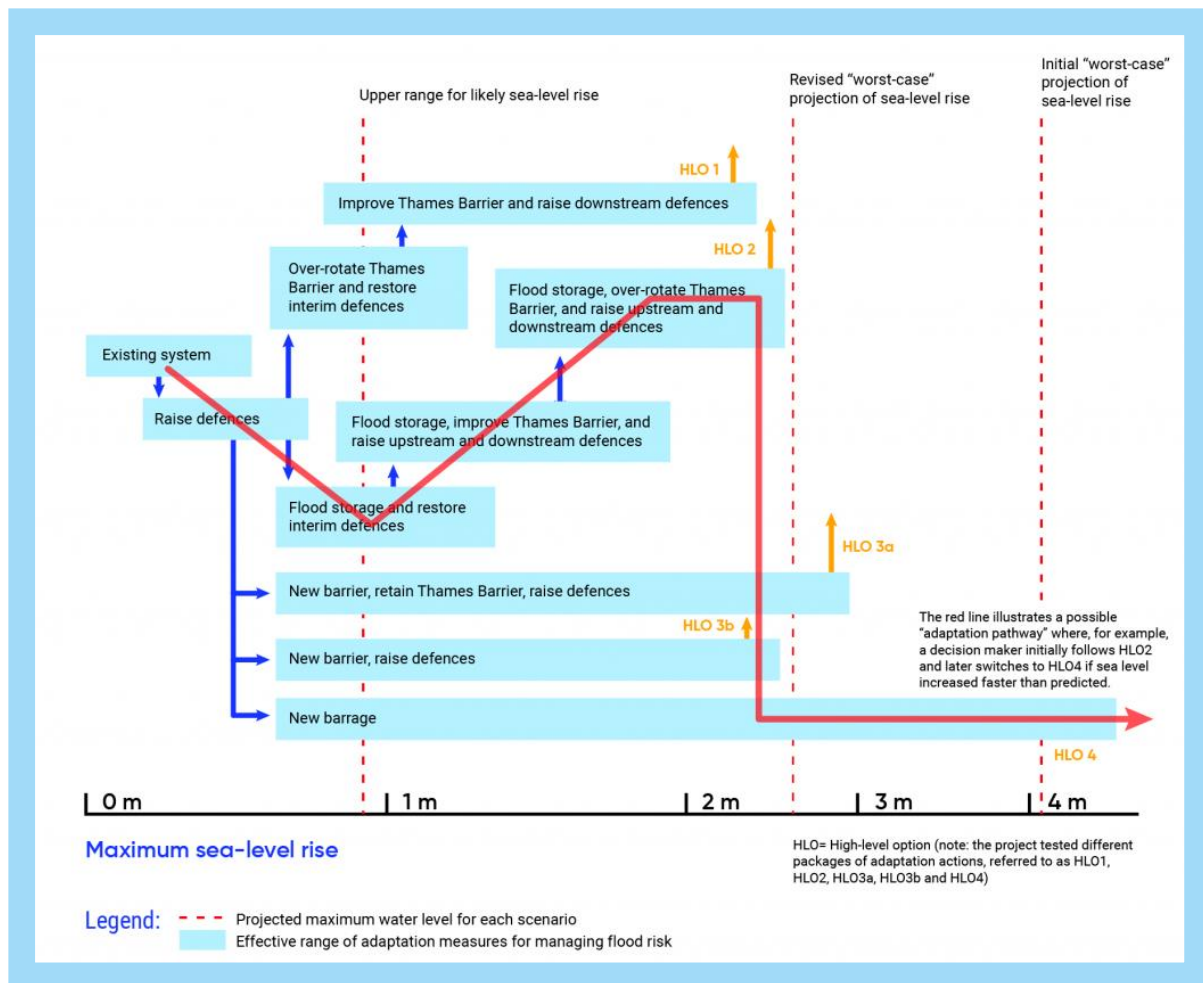 Upper range for likely sea-level rise
Revised “worst-case”
projection of sea-level rise
Initial “worst-case”
projection of
sea-level rise
HLO 1
Improve Thames Barrier and raise downstream defences
HLO 2
Over-rotate Thames
Barrier and restore
interim defences
Flood storage, over-rotate Thames
Barrier, and raise upstream and
downstream defences
Existing system
Raise defences
Flood storage, improve Thames Barrier, and
raise upstream and downstream defences
Flood storage and restore
interim defences
HLO 3a
New barrier, retain Thames Barrier, raise defences
HLO 3b
New barrier, raise defences
The red line illustrates a possible
“adaptation pathway” where, for example,
a decision maker initially follows HLO2
and later switches to HLO4 if sea level
increased faster than predicted.
New barrage
HLO 4
0 m
1 m
2 m
3 m
4 m
Maximum sea-level rise
HLO= High-level option (note: the project tested different
packages of adaptation actions, referred to as HLO1,
HLO2, HLO3a, HLO3b and HLO4)
Legend:
Projected maximum water level for each scenario
Effective range of adaptation measures for managing flood risk